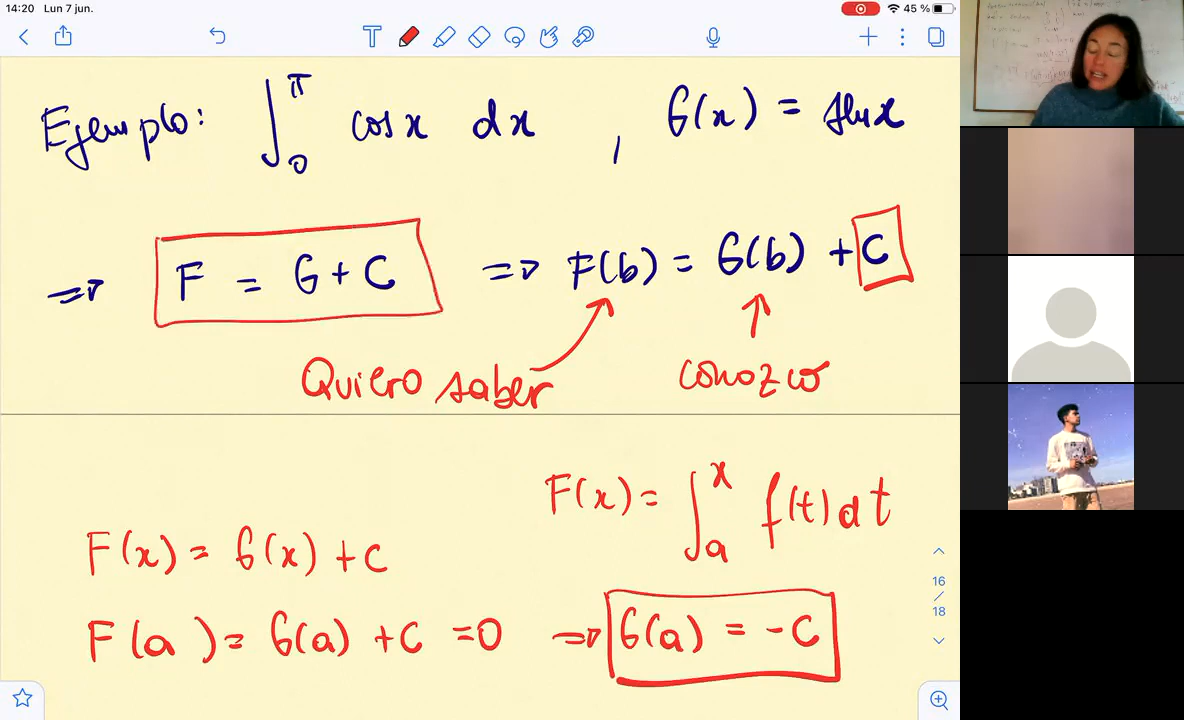 14:20 Lun 7 jun. 45 %
Ejemplo: ∫₀^π cos x dx , G(x) = sen x
⇒ F = G + C ⇒ F(b) = G(b) + C
Quiero saber conozco
F(x) = ∫ₐ^x f(t) dt
F(x) = G(x) + C
F(a) = G(a) + C = 0 ⇒ G(a) = -C
16
/
18